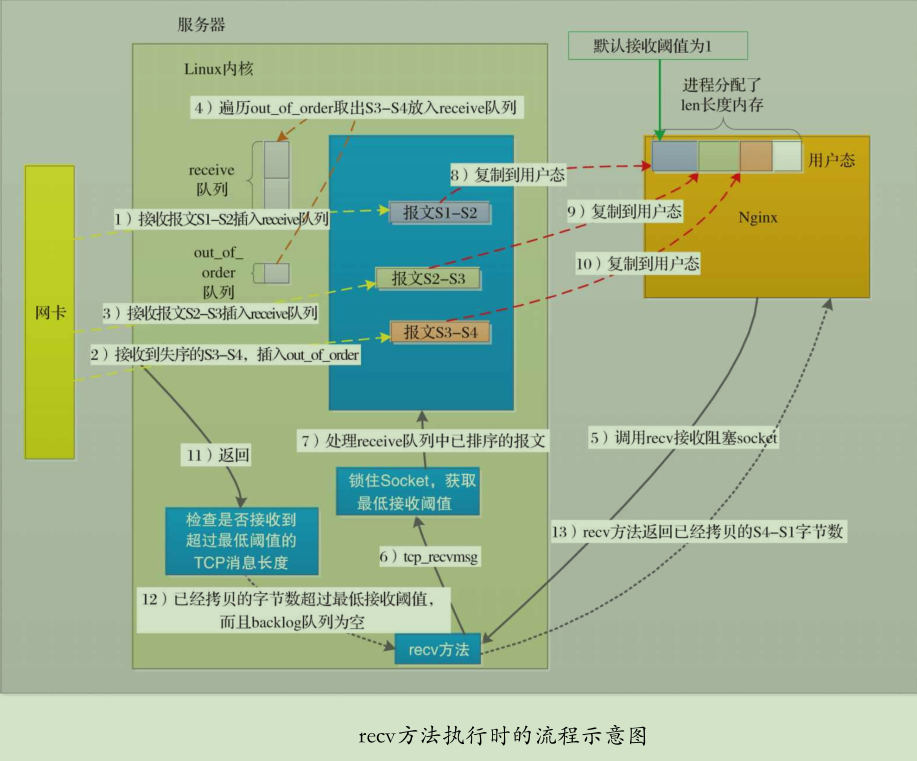 服务器
默认接收阈值为1
Linux内核
进程分配了
len长度内存
4）遍历out_of_order取出S3-S4放入receive队列
receive
队列
8）复制到用户态
用户态
1）接收报文S1-S2插入receive队列
报文S1-S2
9）复制到用户态
Nginx
out_of_
order
队列
报文S2-S3
10）复制到用户态
网卡
3）接收报文S2-S3插入receive队列
报文S3-S4
2）接收到失序的S3-S4，插入out_of_order
7）处理receive队列中已排序的报文
5）调用recv接收阻塞socket
11）返回
锁住Socket，获取
最低接收阈值
检查是否接收到
超过最低阈值的
TCP消息长度
13）recv方法返回已经拷贝的S4-S1字节数
6）tcp_recvmsg
12）已经拷贝的字节数超过最低接收阈值，
而且backlog队列为空
recv方法
recv方法执行时的流程示意图